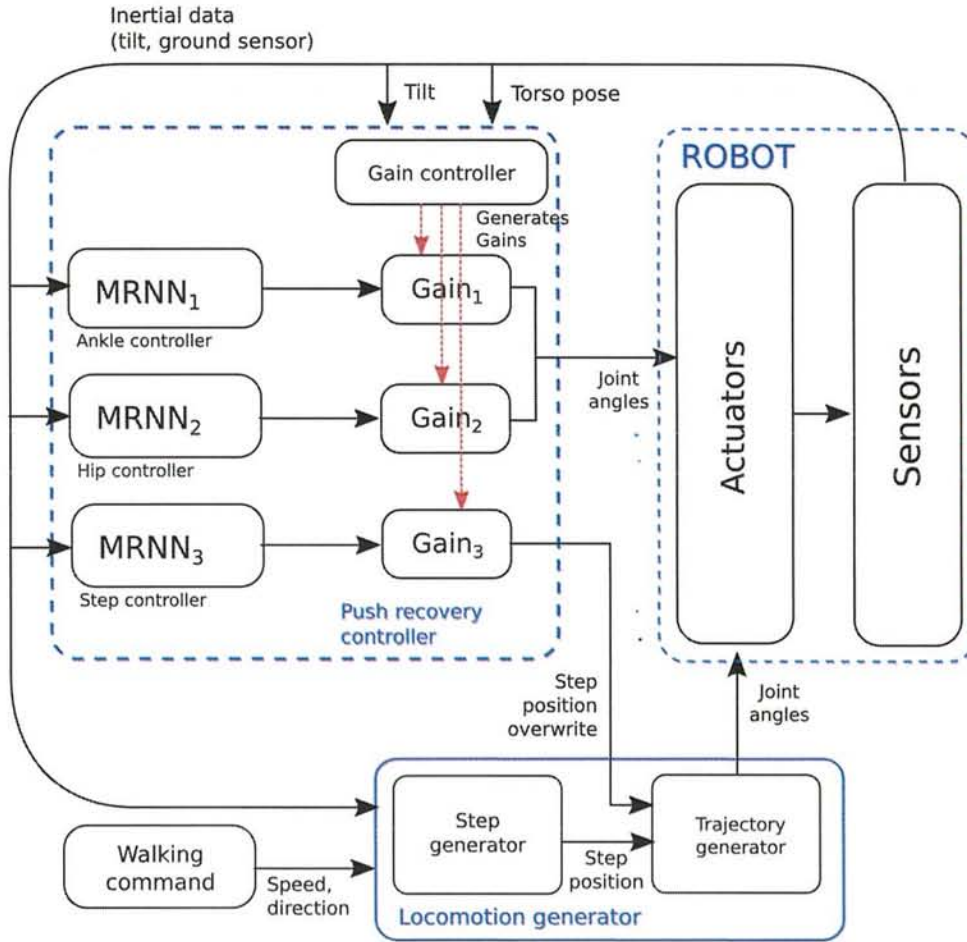 Inertial data
(tilt, ground sensor)
Tilt
Torso pose
ROBOT
Gain controller
Generates
Gains
MRNN₁
Ankle controller
Gain₁
Joint
angles
MRNN₂
Hip controller
Gain₂
Actuators
Sensors
MRNN₃
Step controller
Gain₃
Push recovery
controller
Step
position
overwrite
Joint
angles
Walking
command
Speed,
direction
Step
generator
Step
position
Trajectory
generator
Locomotion generator